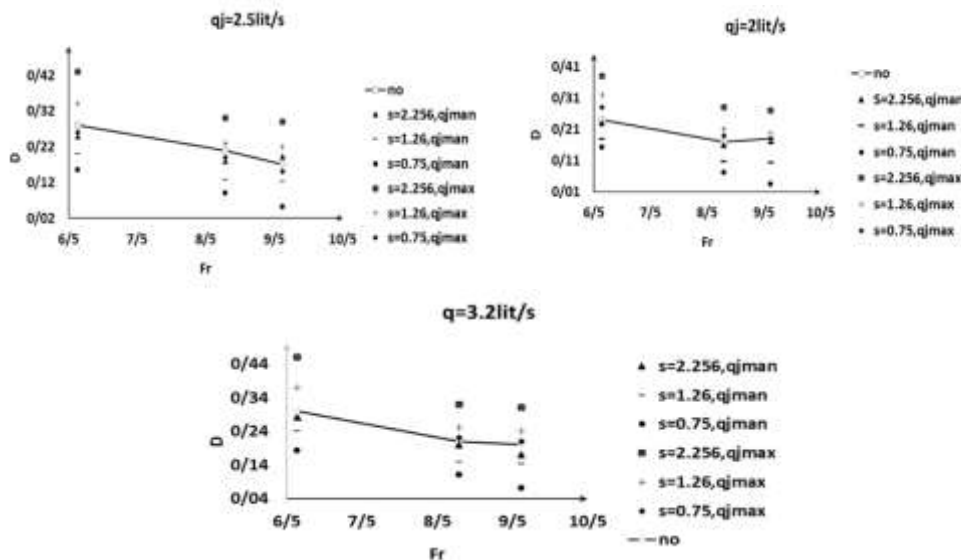 qj=2.5lit/s
0/42
0/32
0/22
0/12
0/02
D
6/5 7/5 8/5 9/5 10/5
Fr
no
s=2.256,qjman
s=1.26,qjman
s=0.75,qjman
s=2.256,qjmax
s=1.26,qjmax
s=0.75,qjmax
qj=2lit/s
0/41
0/31
0/21
0/11
0/01
D
6/5 7/5 8/5 9/5 10/5
Fr
no
S=2.256,qjman
s=1.26,qjman
s=0.75,qjman
s=2.256,qjmax
s=1.26,qjmax
s=0.75,qjmax
q=3.2lit/s
0/44
0/34
0/24
0/14
0/04
D
6/5 7/5 8/5 9/5 10/5
Fr
s=2.256,qjman
s=1.26,qjman
s=0.75,qjman
s=2.256,qjmax
s=1.26,qjmax
s=0.75,qjmax
no